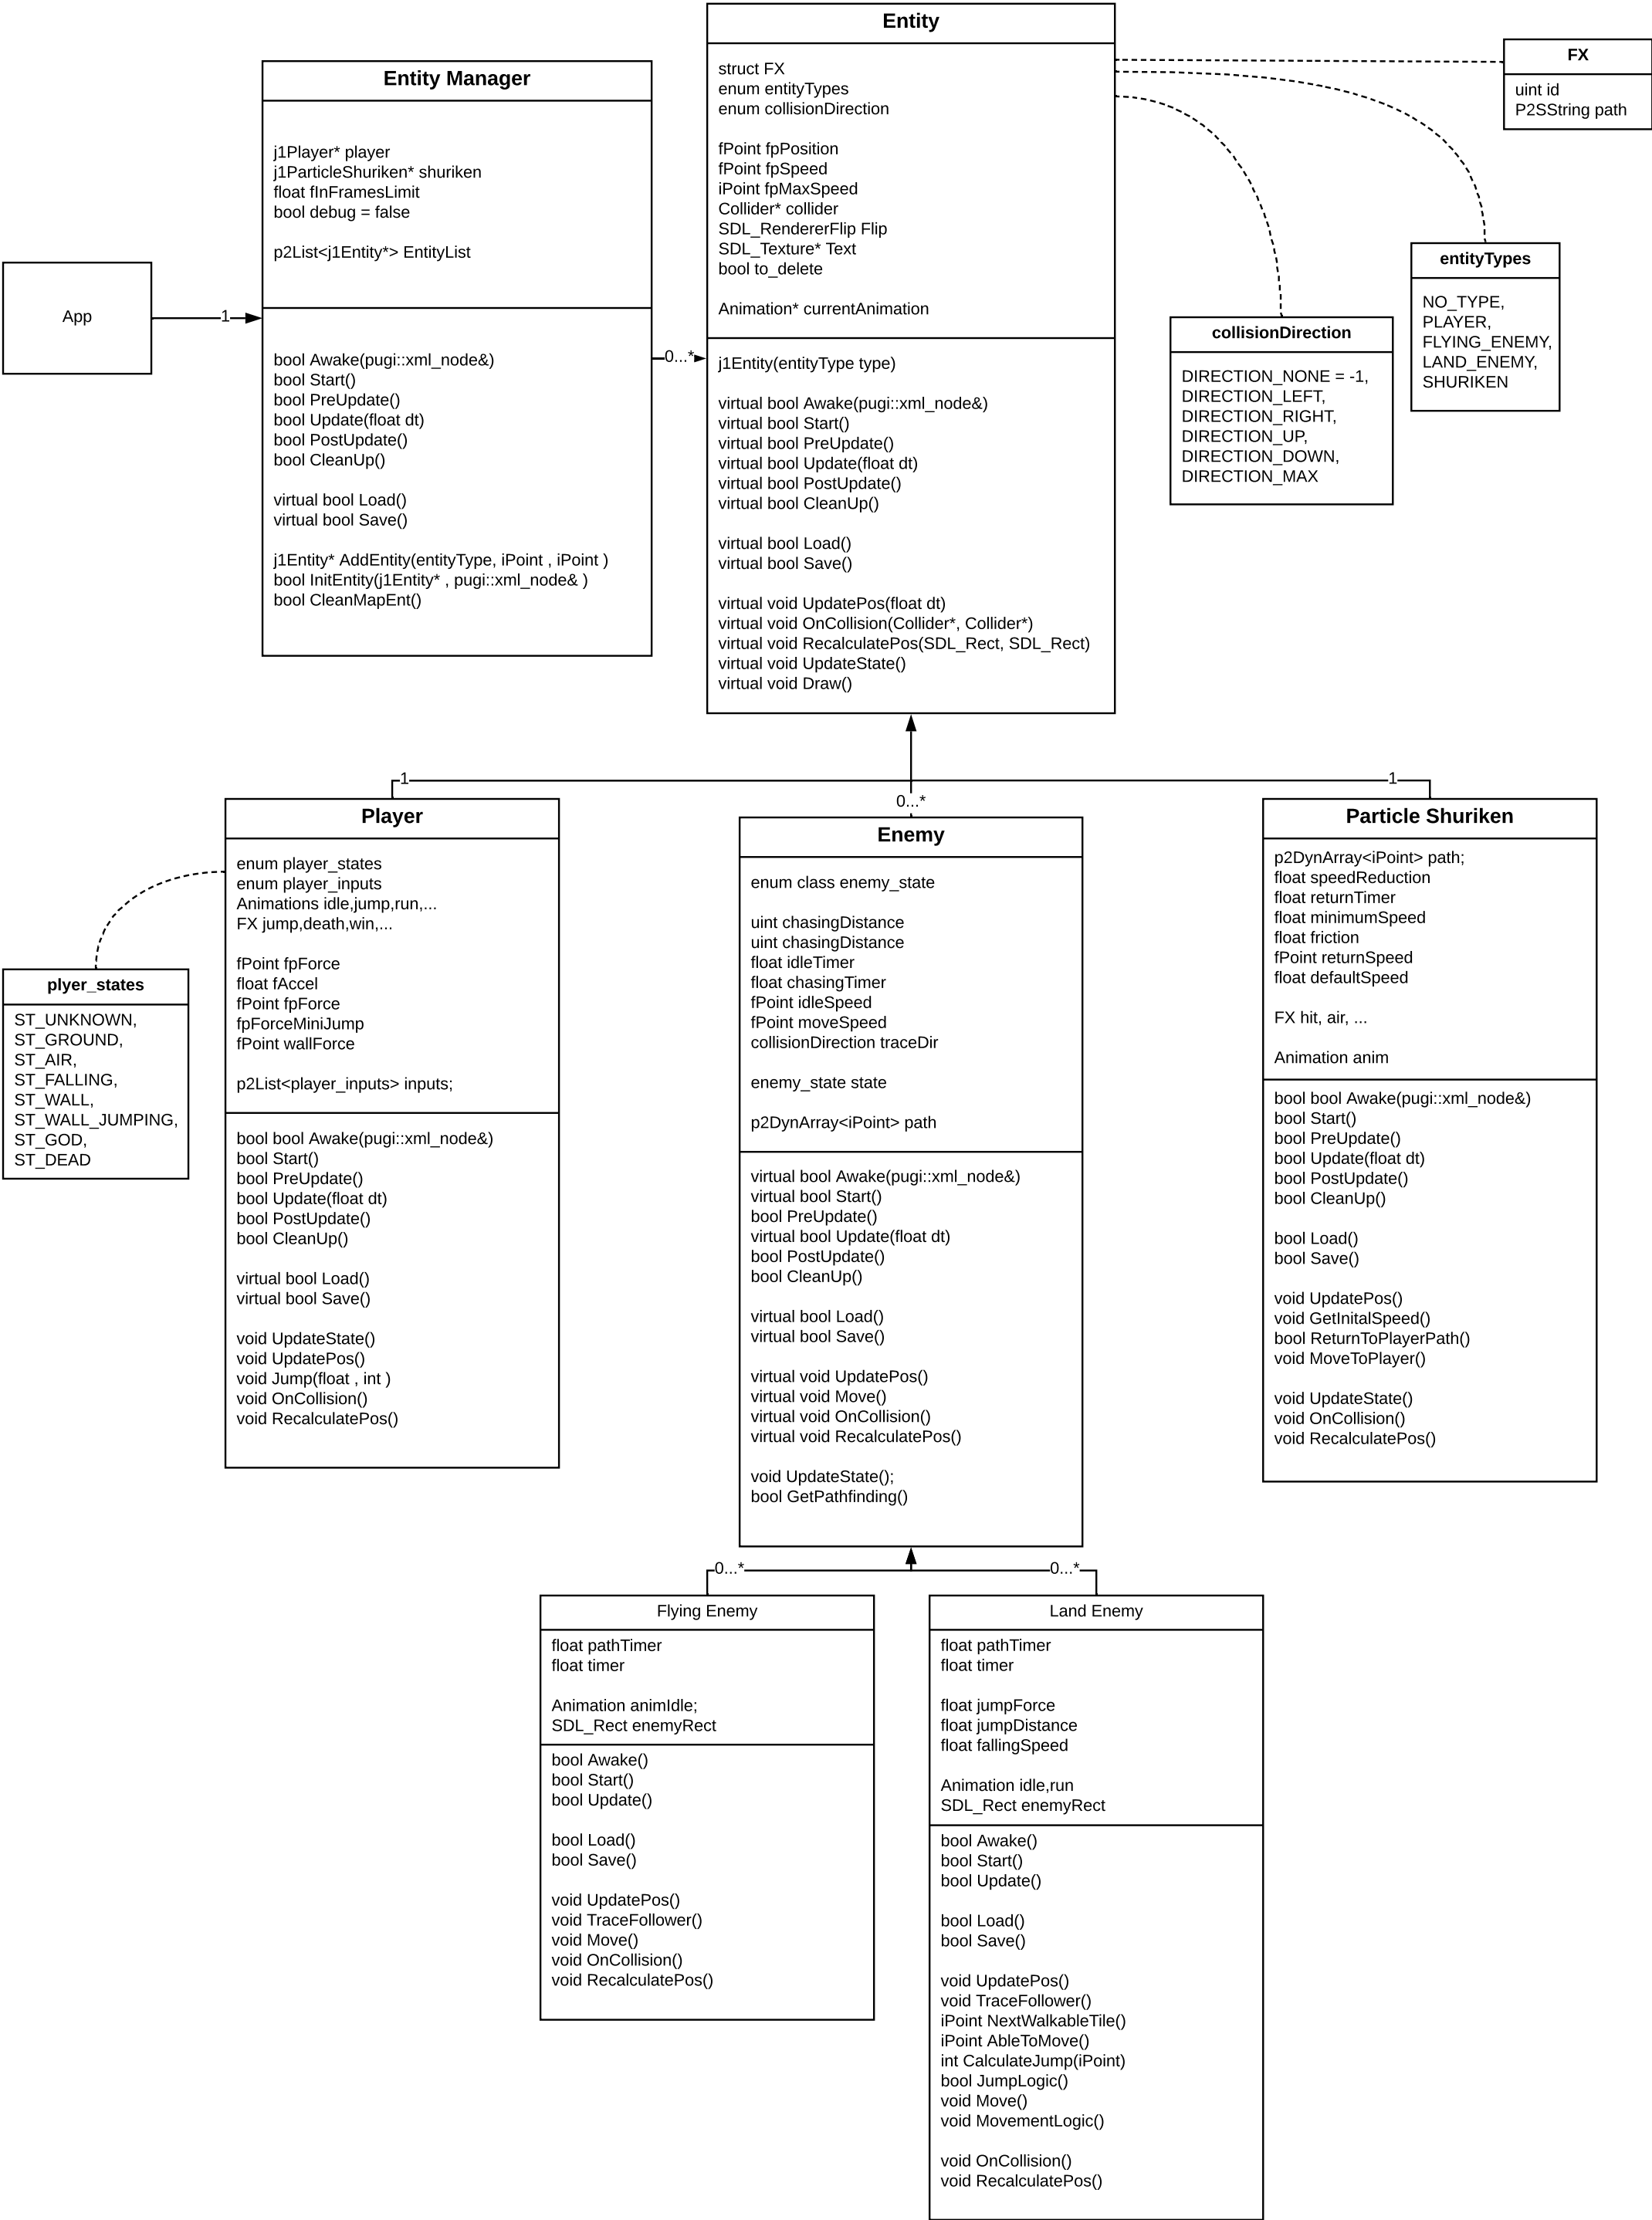 Entity
struct FX
enum entityTypes
enum collisionDirection
fPoint fpPosition
fPoint fpSpeed
iPoint fpMaxSpeed
Collider* collider
SDL_RendererFlip Flip
SDL_Texture* Text
bool to_delete
Animation* currentAnimation
j1Entity(entityType type)
virtual bool Awake(pugi::xml_node&)
virtual bool Start()
virtual bool PreUpdate()
virtual bool Update(float dt)
virtual bool PostUpdate()
virtual bool CleanUp()
virtual bool Load()
virtual bool Save()
virtual void UpdatePos(float dt)
virtual void OnCollision(Collider*, Collider*)
virtual void RecalculatePos(SDL_Rect, SDL_Rect)
virtual void UpdateState()
virtual void Draw()
FX
uint id
P2SString path
Entity Manager
j1Player* player
j1ParticleShuriken* shuriken
float fInFramesLimit
bool debug = false
p2List<j1Entity*> EntityList
bool Awake(pugi::xml_node&)
bool Start()
bool PreUpdate()
bool Update(float dt)
bool PostUpdate()
bool CleanUp()
virtual bool Load()
virtual bool Save()
j1Entity* AddEntity(entityType, iPoint , iPoint )
bool InitEntity(j1Entity* , pugi::xml_node& )
bool CleanMapEnt()
App
1
0...*
entityTypes
NO_TYPE,
PLAYER,
FLYING_ENEMY,
LAND_ENEMY,
SHURIKEN
collisionDirection
DIRECTION_NONE = -1,
DIRECTION_LEFT,
DIRECTION_RIGHT,
DIRECTION_UP,
DIRECTION_DOWN,
DIRECTION_MAX
1
0...*
1
Player
enum player_states
enum player_inputs
Animations idle,jump,run,...
FX jump,death,win,...
fPoint fpForce
float fAccel
fPoint fpForce
fpForceMiniJump
fPoint wallForce
p2List<player_inputs> inputs;
bool bool Awake(pugi::xml_node&)
bool Start()
bool PreUpdate()
bool Update(float dt)
bool PostUpdate()
bool CleanUp()
virtual bool Load()
virtual bool Save()
void UpdateState()
void UpdatePos()
void Jump(float , int )
void OnCollision()
void RecalculatePos()
plyer_states
ST_UNKNOWN,
ST_GROUND,
ST_AIR,
ST_FALLING,
ST_WALL,
ST_WALL_JUMPING,
ST_GOD,
ST_DEAD
Enemy
enum class enemy_state
uint chasingDistance
uint chasingDistance
float idleTimer
float chasingTimer
fPoint idleSpeed
fPoint moveSpeed
collisionDirection traceDir
enemy_state state
p2DynArray<iPoint> path
virtual bool Awake(pugi::xml_node&)
virtual bool Start()
bool PreUpdate()
virtual bool Update(float dt)
bool PostUpdate()
bool CleanUp()
virtual bool Load()
virtual bool Save()
virtual void UpdatePos()
virtual void Move()
virtual void OnCollision()
virtual void RecalculatePos()
void UpdateState();
bool GetPathfinding()
Particle Shuriken
p2DynArray<iPoint> path;
float speedReduction
float returnTimer
float minimumSpeed
float friction
fPoint returnSpeed
float defaultSpeed
FX hit, air, ...
Animation anim
bool bool Awake(pugi::xml_node&)
bool Start()
bool PreUpdate()
bool Update(float dt)
bool PostUpdate()
bool CleanUp()
bool Load()
bool Save()
void UpdatePos()
void GetInitalSpeed()
bool ReturnToPlayerPath()
void MoveToPlayer()
void UpdateState()
void OnCollision()
void RecalculatePos()
0...*
0...*
Flying Enemy
float pathTimer
float timer
Animation animIdle;
SDL_Rect enemyRect
bool Awake()
bool Start()
bool Update()
bool Load()
bool Save()
void UpdatePos()
void TraceFollower()
void Move()
void OnCollision()
void RecalculatePos()
Land Enemy
float pathTimer
float timer
float jumpForce
float jumpDistance
float fallingSpeed
Animation idle,run
SDL_Rect enemyRect
bool Awake()
bool Start()
bool Update()
bool Load()
bool Save()
void UpdatePos()
void TraceFollower()
iPoint NextWalkableTile()
iPoint AbleToMove()
int CalculateJump(iPoint)
bool JumpLogic()
void Move()
void MovementLogic()
void OnCollision()
void RecalculatePos()